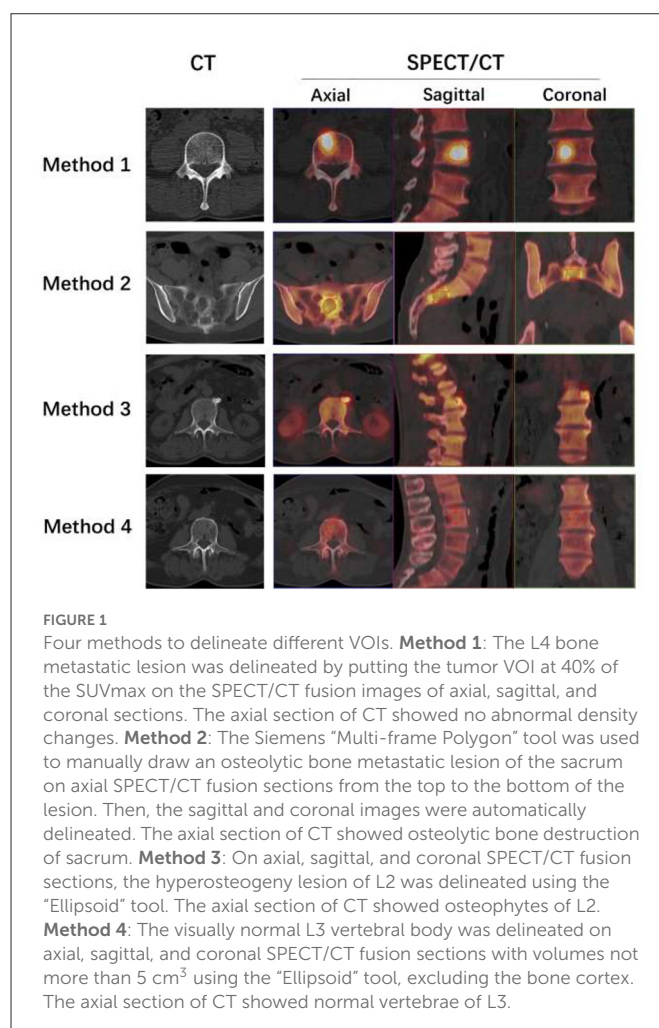 CT
SPECT/CT
Axial
Sagittal
Coronal
Method 1
Method 2
Method 3
Method 4
FIGURE 1
Four methods to delineate different VOIs. Method 1: The L4 bone
metastatic lesion was delineated by putting the tumor VOI at 40% of
the SUVmax on the SPECT/CT fusion images of axial, sagittal, and
coronal sections. The axial section of CT showed no abnormal density
changes. Method 2: The Siemens “Multi-frame Polygon” tool was used
to manually draw an osteolytic bone metastatic lesion of the sacrum
on axial SPECT/CT fusion sections from the top to the bottom of the
lesion. Then, the sagittal and coronal images were automatically
delineated. The axial section of CT showed osteolytic bone destruction
of sacrum. Method 3: On axial, sagittal, and coronal SPECT/CT fusion
sections, the hyperosteogeny lesion of L2 was delineated using the
“Ellipsoid” tool. The axial section of CT showed osteophytes of L2.
Method 4: The visually normal L3 vertebral body was delineated on
axial, sagittal, and coronal SPECT/CT fusion sections with volumes not
more than 5 cm³ using the “Ellipsoid” tool, excluding the bone cortex.
The axial section of CT showed normal vertebrae of L3.